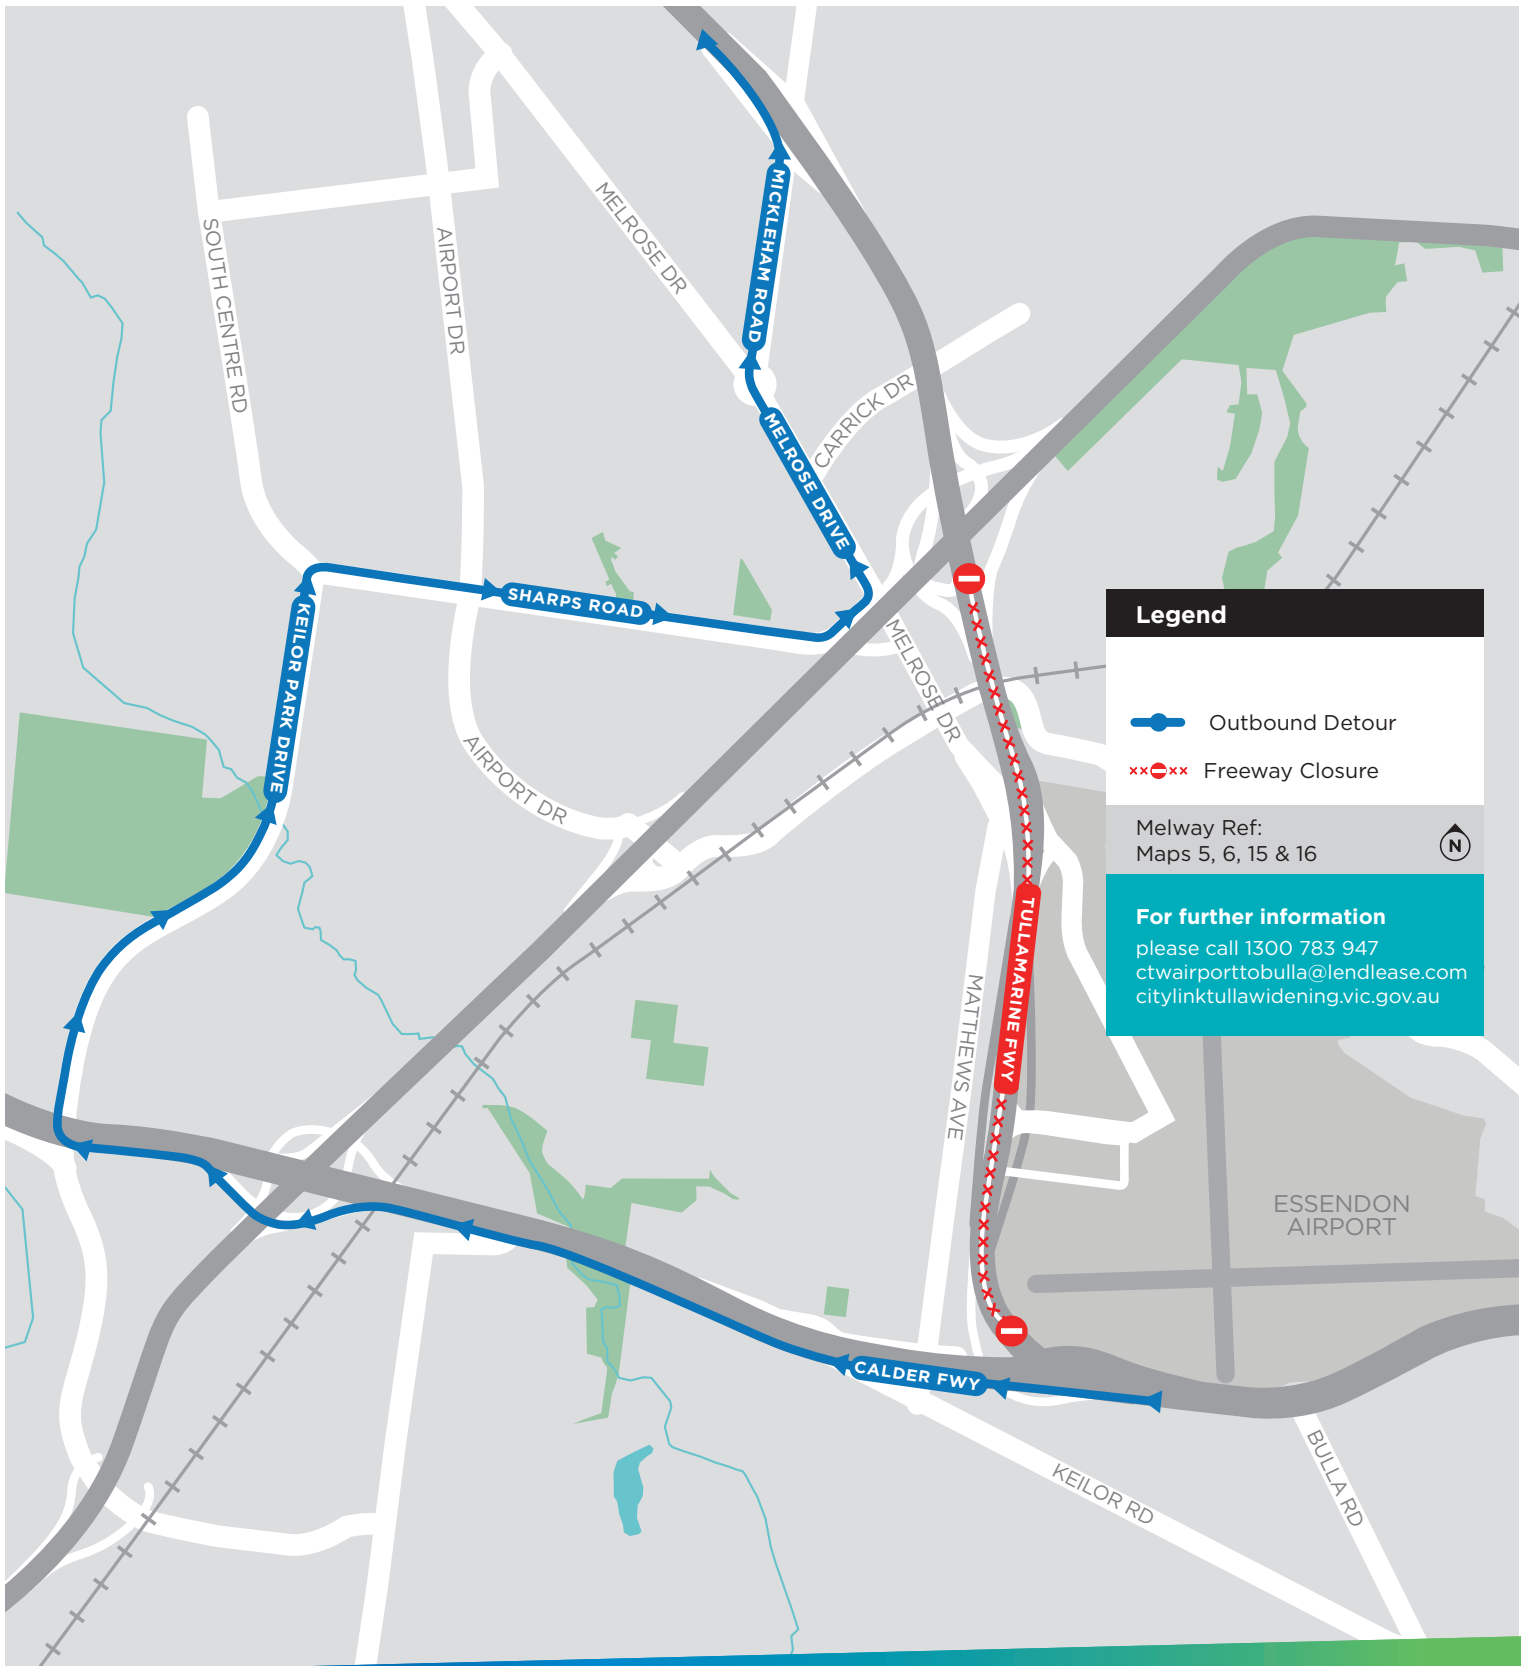 MICKLEHAM ROAD
MELROSE DR
SOUTH CENTRE RD
AIRPORT DR
CARRICK DR
MELROSE DRIVE
SHARPS ROAD
KEILOR PARK DRIVE
MELROSE DR
AIRPORT DR
Legend
Outbound Detour
Freeway Closure
Melway Ref:
Maps 5, 6, 15 & 16
N
For further information
please call 1300 783 947
ctwairporttobulla@lendlease.com
citylinktullawidening.vic.gov.au
TULLAMARINE FWY
MATTHEWS AVE
ESSENDON
AIRPORT
CALDER FWY
KEILOR RD
BULLA RD